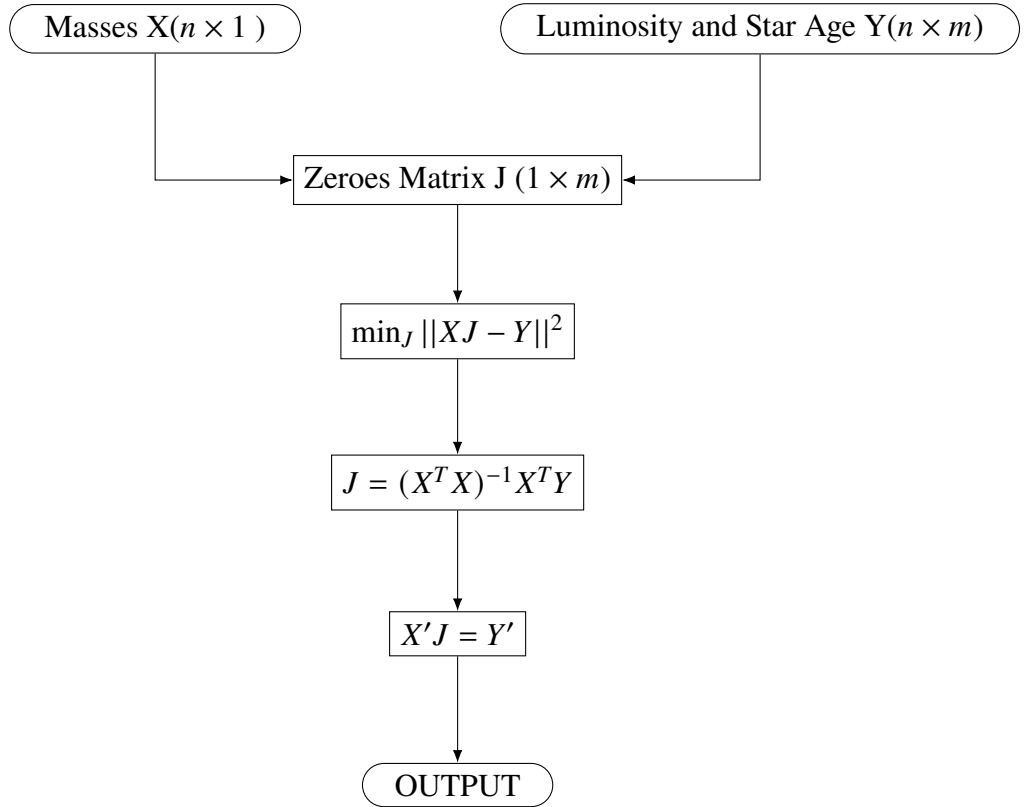 Masses X(n × 1 )
Luminosity and Star Age Y(n × m)
Zeroes Matrix J (1 × m)
min_J ||XJ − Y||^2
J = (X^T X)^{−1} X^T Y
X′J = Y′
OUTPUT